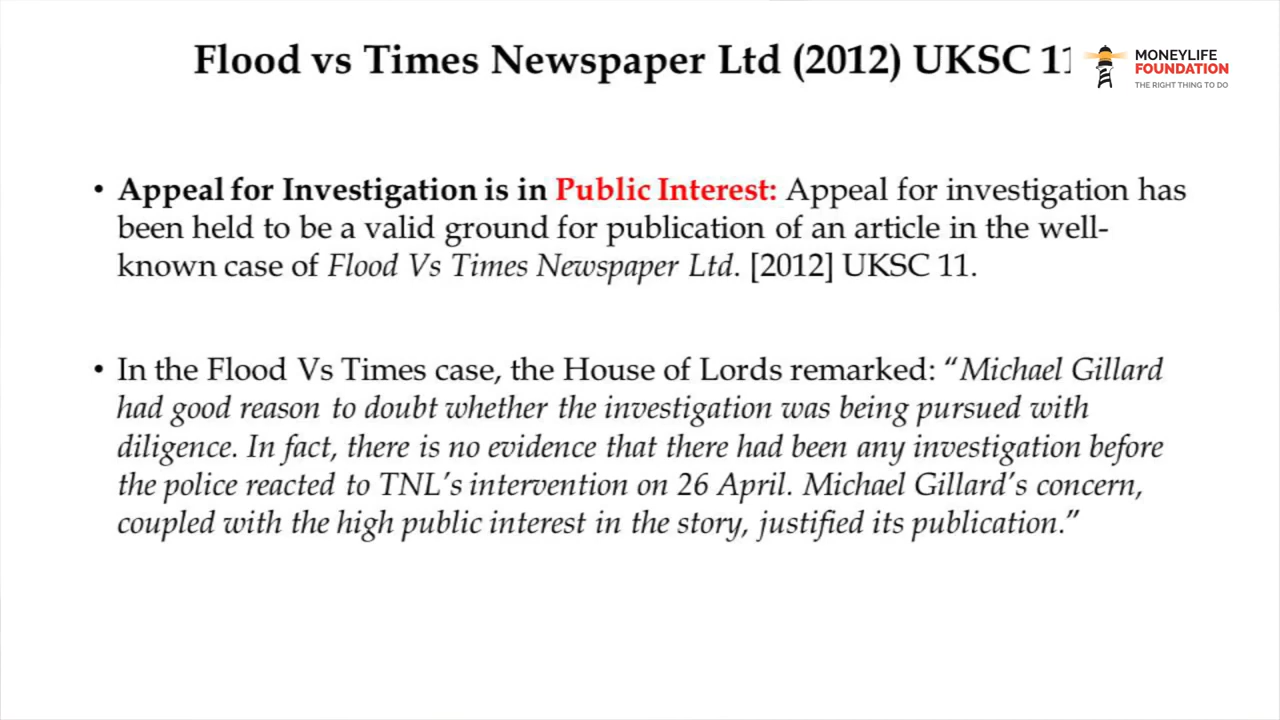 Flood vs Times Newspaper Ltd (2012) UKSC 11
MONEYLIFE
FOUNDATION
THE RIGHT THING TO DO
• Appeal for Investigation is in Public Interest: Appeal for investigation has
been held to be a valid ground for publication of an article in the well-
known case of Flood Vs Times Newspaper Ltd. [2012] UKSC 11.
• In the Flood Vs Times case, the House of Lords remarked: “Michael Gillard
had good reason to doubt whether the investigation was being pursued with
diligence. In fact, there is no evidence that there had been any investigation before
the police reacted to TNL’s intervention on 26 April. Michael Gillard’s concern,
coupled with the high public interest in the story, justified its publication.”